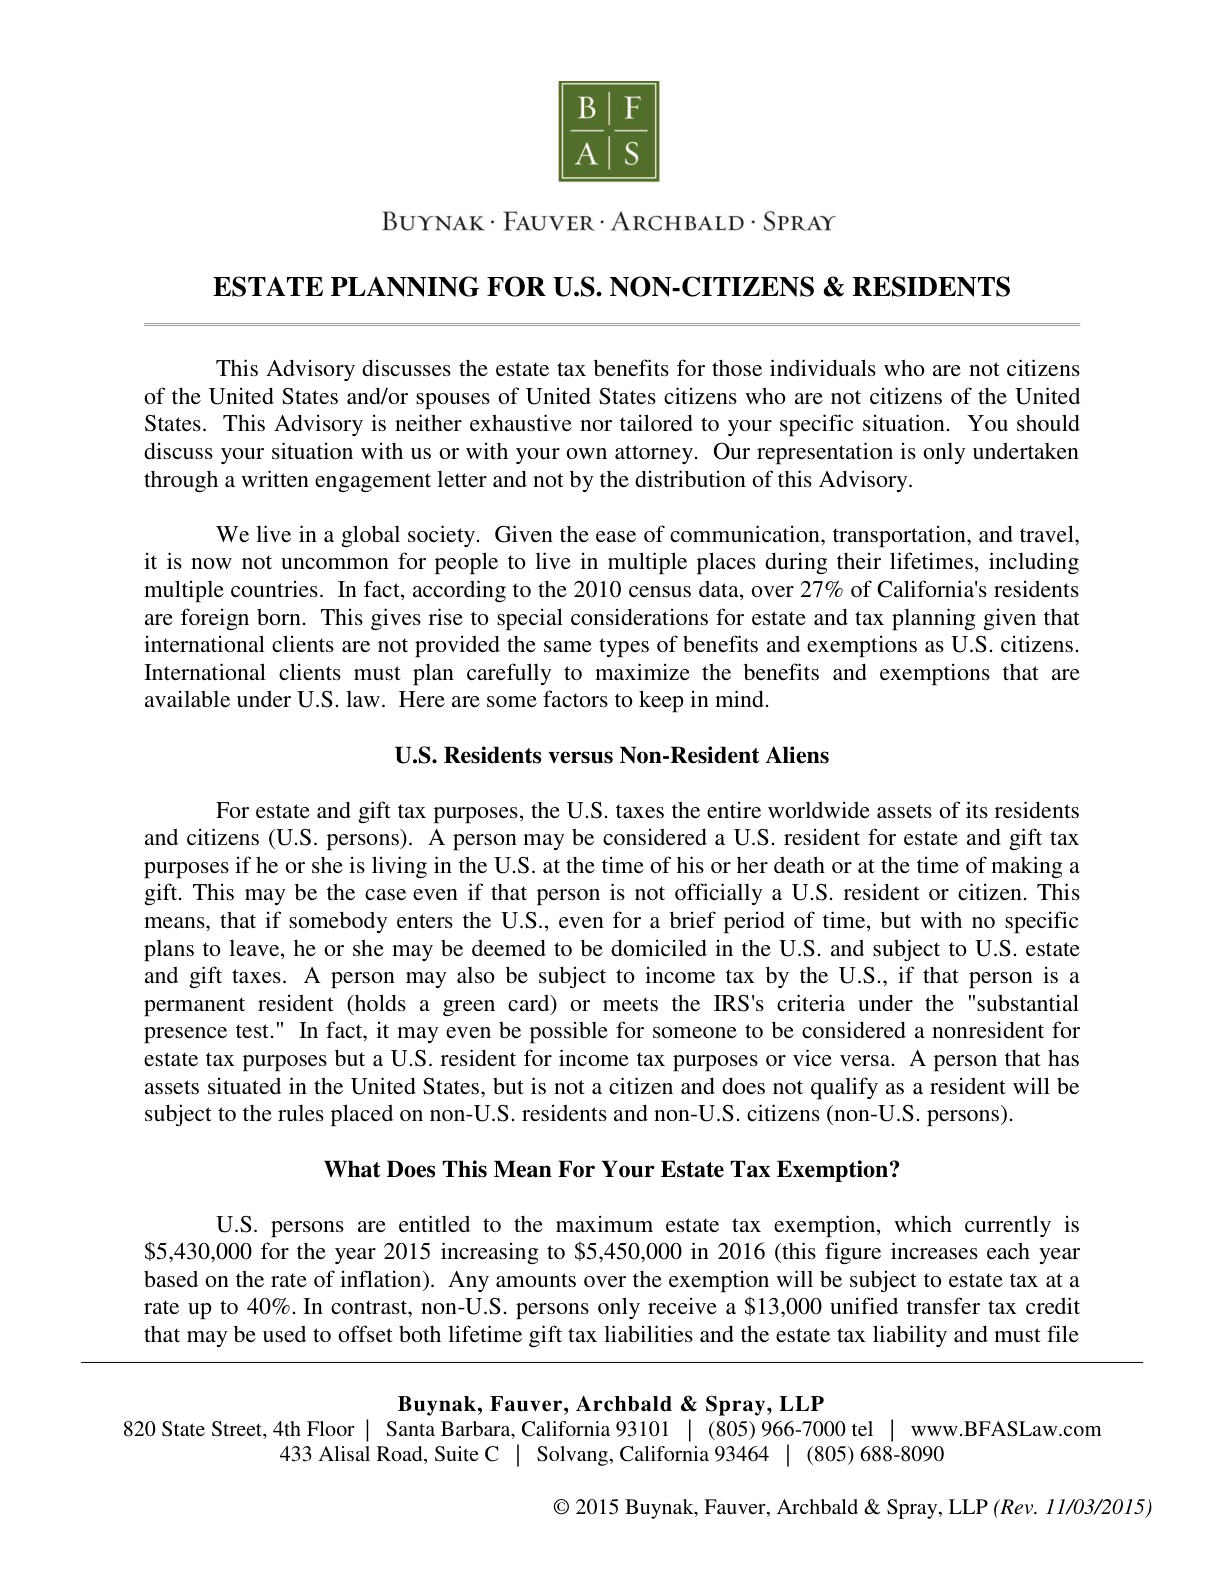 B F
A S
BUYNAK · FAUVER · ARCHBALD · SPRAY
ESTATE PLANNING FOR U.S. NON-CITIZENS & RESIDENTS
This Advisory discusses the estate tax benefits for those individuals who are not citizens
of the United States and/or spouses of United States citizens who are not citizens of the United
States. This Advisory is neither exhaustive nor tailored to your specific situation. You should
discuss your situation with us or with your own attorney. Our representation is only undertaken
through a written engagement letter and not by the distribution of this Advisory.
We live in a global society. Given the ease of communication, transportation, and travel,
it is now not uncommon for people to live in multiple places during their lifetimes, including
multiple countries. In fact, according to the 2010 census data, over 27% of California's residents
are foreign born. This gives rise to special considerations for estate and tax planning given that
international clients are not provided the same types of benefits and exemptions as U.S. citizens.
International clients must plan carefully to maximize the benefits and exemptions that are
available under U.S. law. Here are some factors to keep in mind.
U.S. Residents versus Non-Resident Aliens
For estate and gift tax purposes, the U.S. taxes the entire worldwide assets of its residents
and citizens (U.S. persons). A person may be considered a U.S. resident for estate and gift tax
purposes if he or she is living in the U.S. at the time of his or her death or at the time of making a
gift. This may be the case even if that person is not officially a U.S. resident or citizen. This
means, that if somebody enters the U.S., even for a brief period of time, but with no specific
plans to leave, he or she may be deemed to be domiciled in the U.S. and subject to U.S. estate
and gift taxes. A person may also be subject to income tax by the U.S., if that person is a
permanent resident (holds a green card) or meets the IRS's criteria under the "substantial
presence test." In fact, it may even be possible for someone to be considered a nonresident for
estate tax purposes but a U.S. resident for income tax purposes or vice versa. A person that has
assets situated in the United States, but is not a citizen and does not qualify as a resident will be
subject to the rules placed on non-U.S. residents and non-U.S. citizens (non-U.S. persons).
What Does This Mean For Your Estate Tax Exemption?
U.S. persons are entitled to the maximum estate tax exemption, which currently is
$5,430,000 for the year 2015 increasing to $5,450,000 in 2016 (this figure increases each year
based on the rate of inflation). Any amounts over the exemption will be subject to estate tax at a
rate up to 40%. In contrast, non-U.S. persons only receive a $13,000 unified transfer tax credit
that may be used to offset both lifetime gift tax liabilities and the estate tax liability and must file
Buynak, Fauver, Archbald & Spray, LLP
820 State Street, 4th Floor | Santa Barbara, California 93101 | (805) 966-7000 tel | www.BFASLaw.com
433 Alisal Road, Suite C | Solvang, California 93464 | (805) 688-8090
© 2015 Buynak, Fauver, Archbald & Spray, LLP (Rev. 11/03/2015)